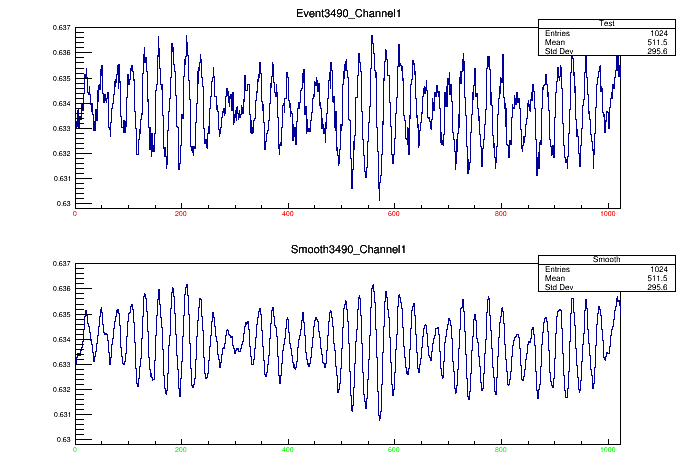 Event3490_Channel1
Test
Entries 1024
Mean 511.5
Std Dev 295.6
0.637
0.636
0.635
0.634
0.633
0.632
0.631
0.63
0 200 400 600 800 1000
Smooth3490_Channel1
Smooth
Entries 1024
Mean 511.5
Std Dev 295.6
0.637
0.636
0.635
0.634
0.633
0.632
0.631
0.63
0 200 400 600 800 1000